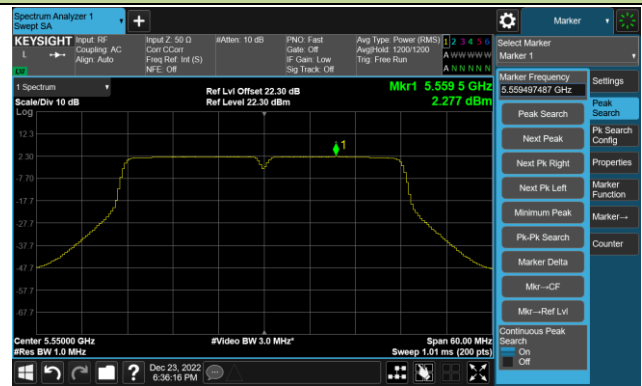 Spectrum Analyzer 1
Swept SA
Marker
KEYSIGHT
Input: RF
Coupling: AC
Align: Auto
Input Z: 50 Ω
Corr CCorr
Freq Ref: Int (S)
NFE: Off
#Atten: 10 dB
PNO: Fast
Gate: Off
IF Gain: Low
Sig Track: Off
Avg Type: Power (RMS)
Avg|Hold: 1200/1200
Trig: Free Run
1 2 3 4 5 6
A W W W W W
A N N N N N
L
LW
Select Marker
Marker 1
1 Spectrum
Scale/Div 10 dB
Log
Ref Lvl Offset 22.30 dB
Ref Level 22.30 dBm
Mkr1 5.559 5 GHz
2.277 dBm
12.3
2.30
-7.70
-17.7
-27.7
-37.7
-47.7
-57.7
-67.7
1
Center 5.55000 GHz
#Res BW 1.0 MHz
#Video BW 3.0 MHz*
Span 60.00 MHz
Sweep 1.01 ms (200 pts)
Marker Frequency
5.559497487 GHz
Peak Search
Next Peak
Next Pk Right
Next Pk Left
Minimum Peak
Pk-Pk Search
Marker Delta
Mkr→CF
Mkr→Ref Lvl
Continuous Peak
Search
On
Off
Settings
Peak
Search
Pk Search
Config
Properties
Marker
Function
Marker→
Counter
?
Dec 23, 2022
6:36:16 PM